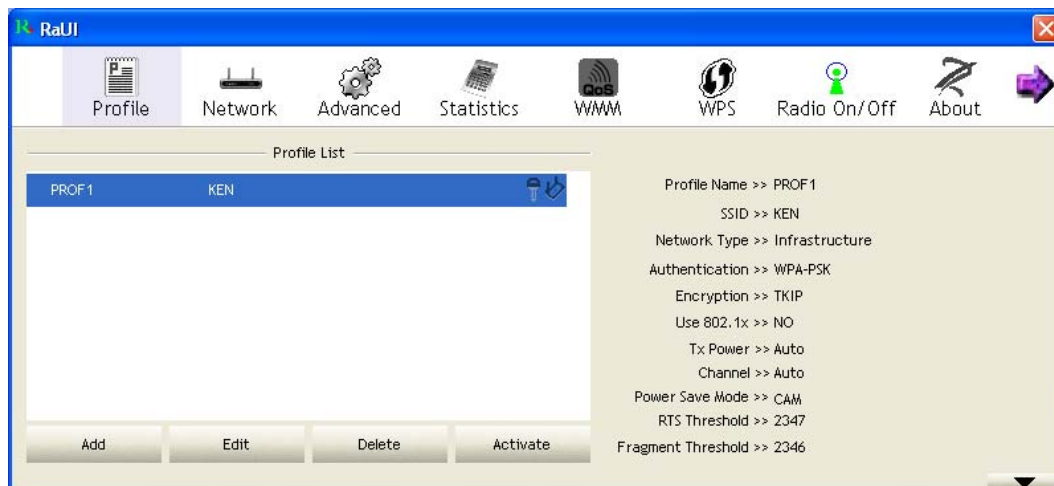 RaUI
Profile Network Advanced Statistics QoS WMM WPS Radio On/Off About
Profile List
PROF1 KEN
Add Edit Delete Activate
Profile Name >> PROF1
SSID >> KEN
Network Type >> Infrastructure
Authentication >> WPA-PSK
Encryption >> TKIP
Use 802.1x >> NO
Tx Power >> Auto
Channel >> Auto
Power Save Mode >> CAM
RTS Threshold >> 2347
Fragment Threshold >> 2346